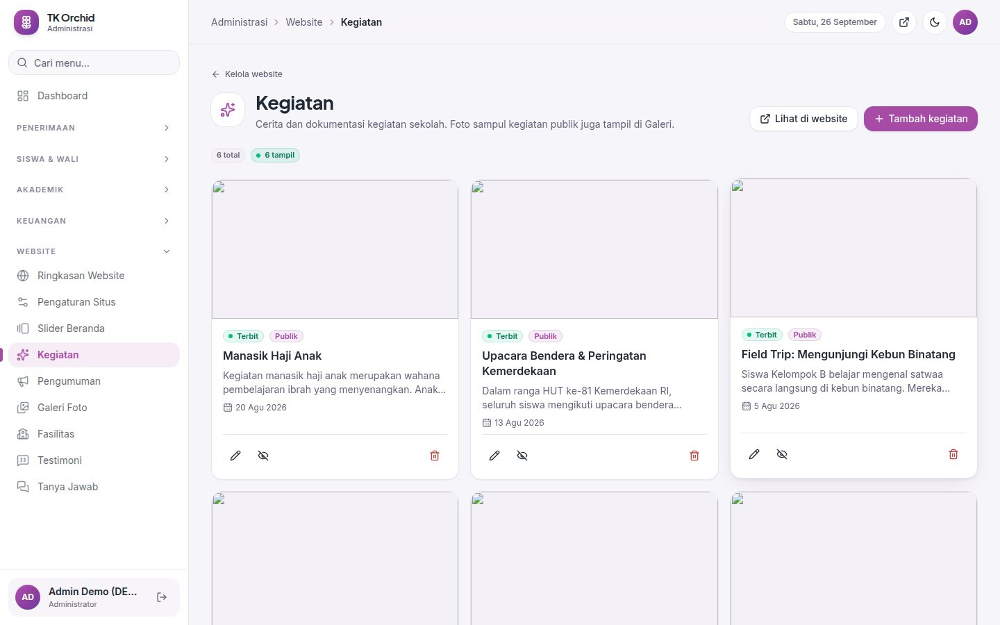 TK Orchid
Administrasi
Cari menu...
Dashboard
PENERIMAAN
SISWA & WALI
AKADEMIK
KEUANGAN
WEBSITE
Ringkasan Website
Pengaturan Situs
Slider Beranda
Kegiatan
Pengumuman
Galeri Foto
Fasilitas
Testimoni
Tanya Jawab
AD
Admin Demo (DE...
Administrator
Administrasi > Website > Kegiatan
Sabtu, 26 September
AD
Kelola website
Kegiatan
Cerita dan dokumentasi kegiatan sekolah. Foto sampul kegiatan publik juga tampil di Galeri.
Lihat di website
Tambah kegiatan
6 total
6 tampil
Terbit
Publik
Manasik Haji Anak
Kegiatan manasik haji anak merupakan wahana
pembelajaran ibrah yang menyenangkan. Anak...
20 Agu 2026
Terbit
Publik
Upacara Bendera & Peringatan
Kemerdekaan
Dalam ranga HUT ke-81 Kemerdekaan RI,
seluruh siswa mengikuti upacara bendera...
13 Agu 2026
Terbit
Publik
Field Trip: Mengunjungi Kebun Binatang
Siswa Kelompok B belajar mengenal satwaa
secara langsung di kebun binatang. Mereka...
5 Agu 2026